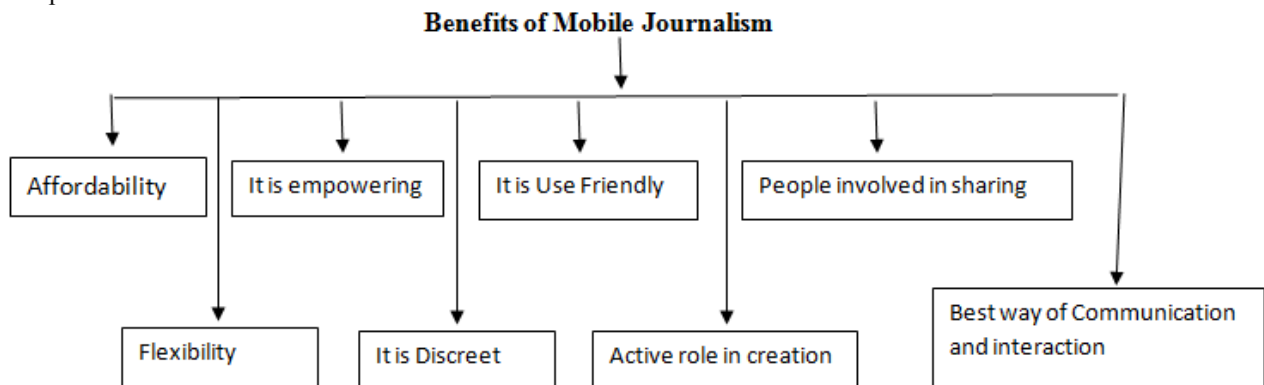 Benefits of Mobile Journalism
Affordability
It is empowering
It is Use Friendly
People involved in sharing
Flexibility
It is Discreet
Active role in creation
Best way of Communication
and interaction